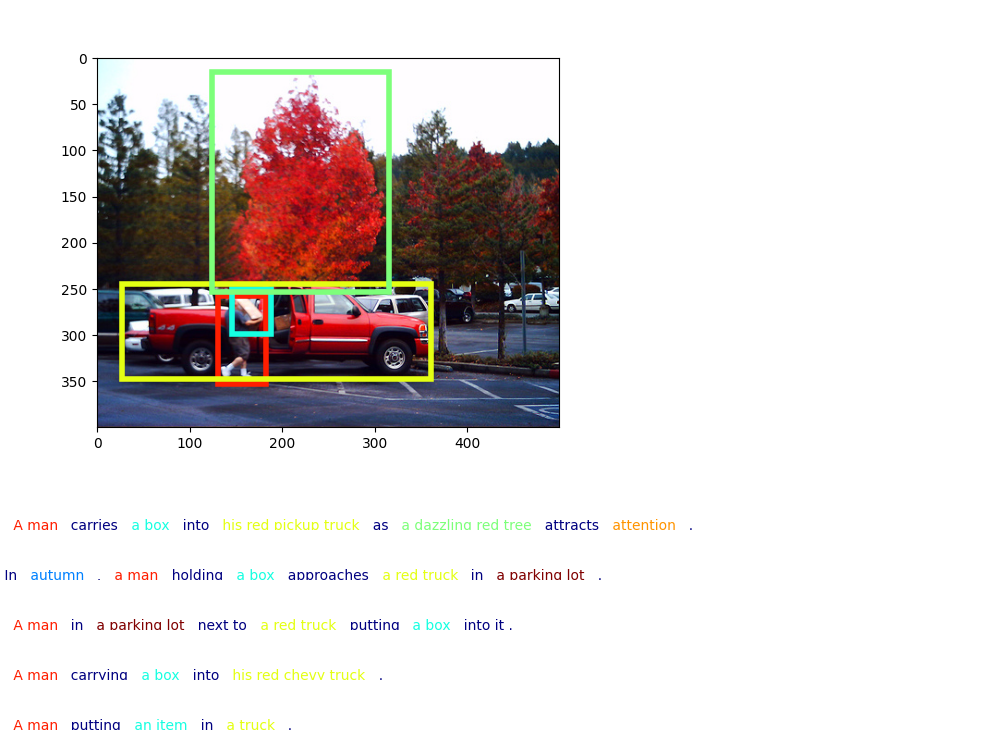 0
50
100
150
200
250
300
350
0 100 200 300 400
A man carries a box into his red pickup truck as a dazzling red tree attracts attention .
In autumn , a man holding a box approaches a red truck in a parking lot .
A man in a parking lot next to a red truck putting a box into it .
A man carrying a box into his red chevy truck .
A man putting an item in a truck .